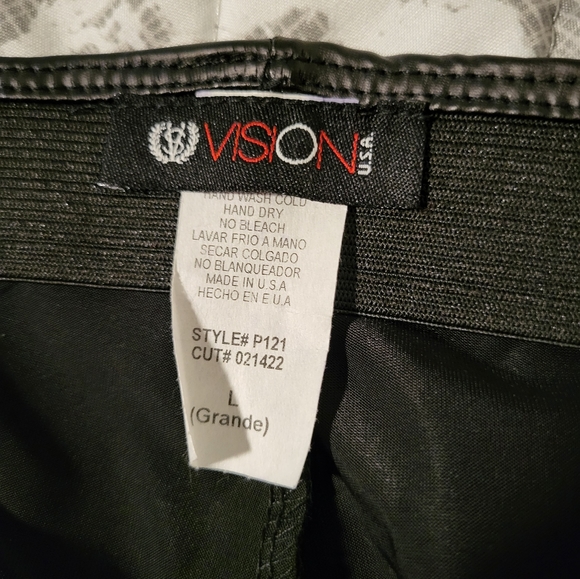 VISION U.S.A.
HAND WASH COLD
HAND DRY
NO BLEACH
LAVAR FRIO A MANO
SECAR COLGADO
NO BLANQUEADOR
MADE IN U.S.A
HECHO EN E.U.A
STYLE# P121
CUT# 021422
L
(Grande)